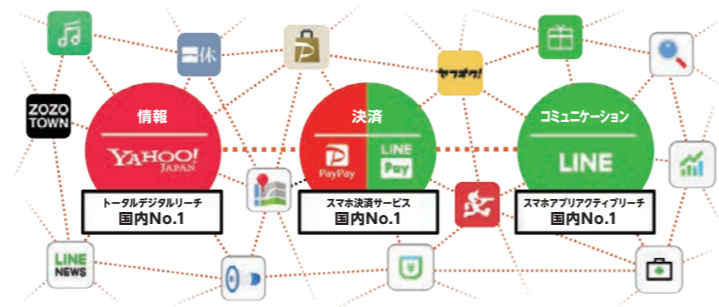 一休
ヤフオク!
ZOZO
TOWN
情報
YAHOO!
JAPAN
トータルデジタルリーチ
国内No.1
決済
PayPay
LINE
Pay
スマホ決済サービス
国内No.1
コミュニケーション
LINE
スマホアプリアクティブリーチ
国内No.1
LINE
NEWS